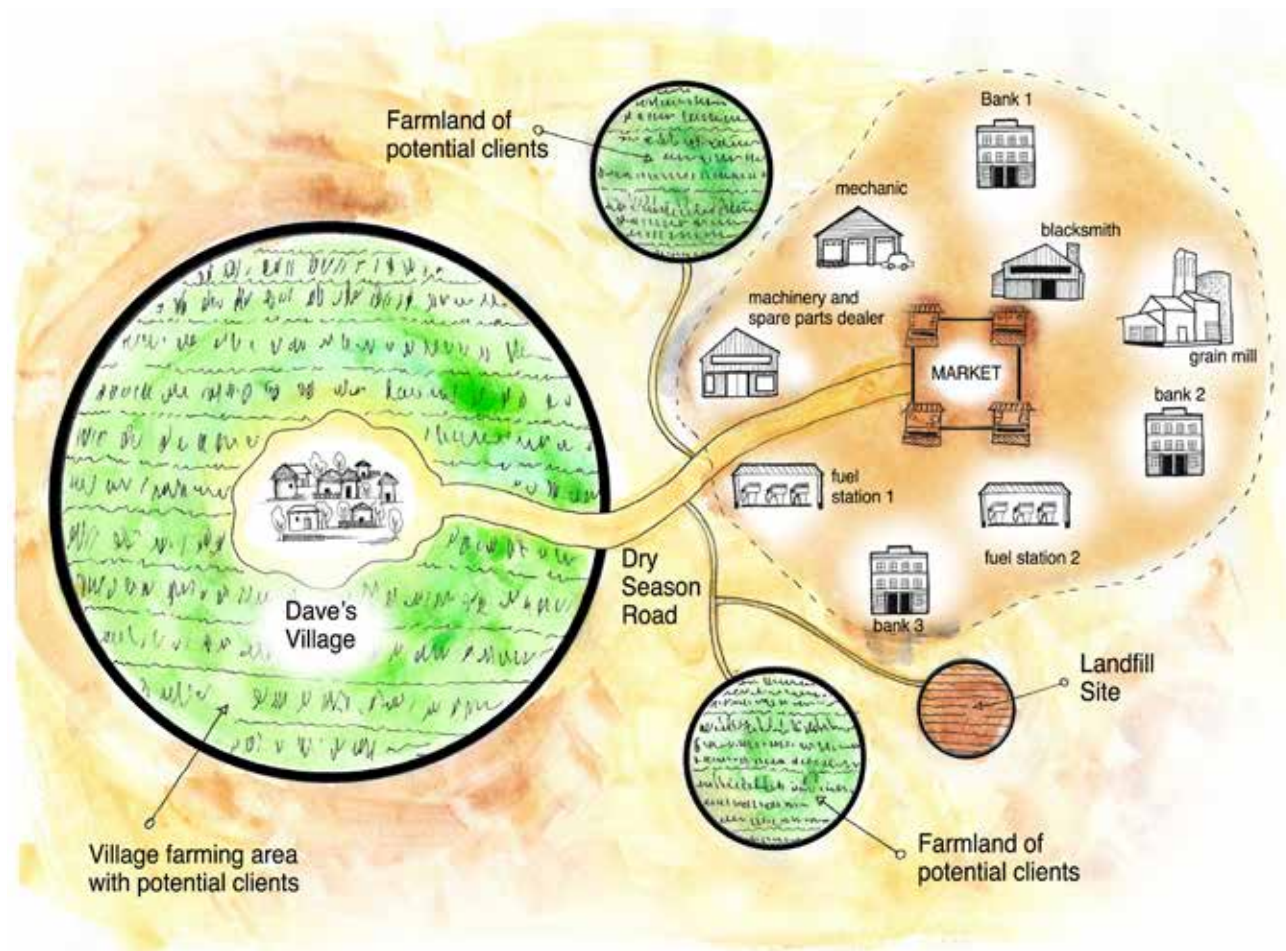 Farmland of
potential clients
Bank 1
mechanic
blacksmith
machinery and
spare parts dealer
grain mill
MARKET
bank 2
fuel
station 1
fuel station 2
Dry
Season
Road
bank 3
Dave's
Village
Landfill
Site
Village farming area
with potential clients
Farmland of
potential clients